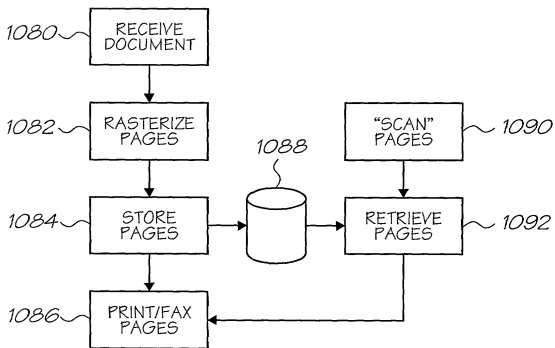 1080
RECEIVE
DOCUMENT
1082
RASTERIZE
PAGES
1088
"SCAN"
PAGES
1090
1084
STORE
PAGES
RETRIEVE
PAGES
1092
1086
PRINT/FAX
PAGES